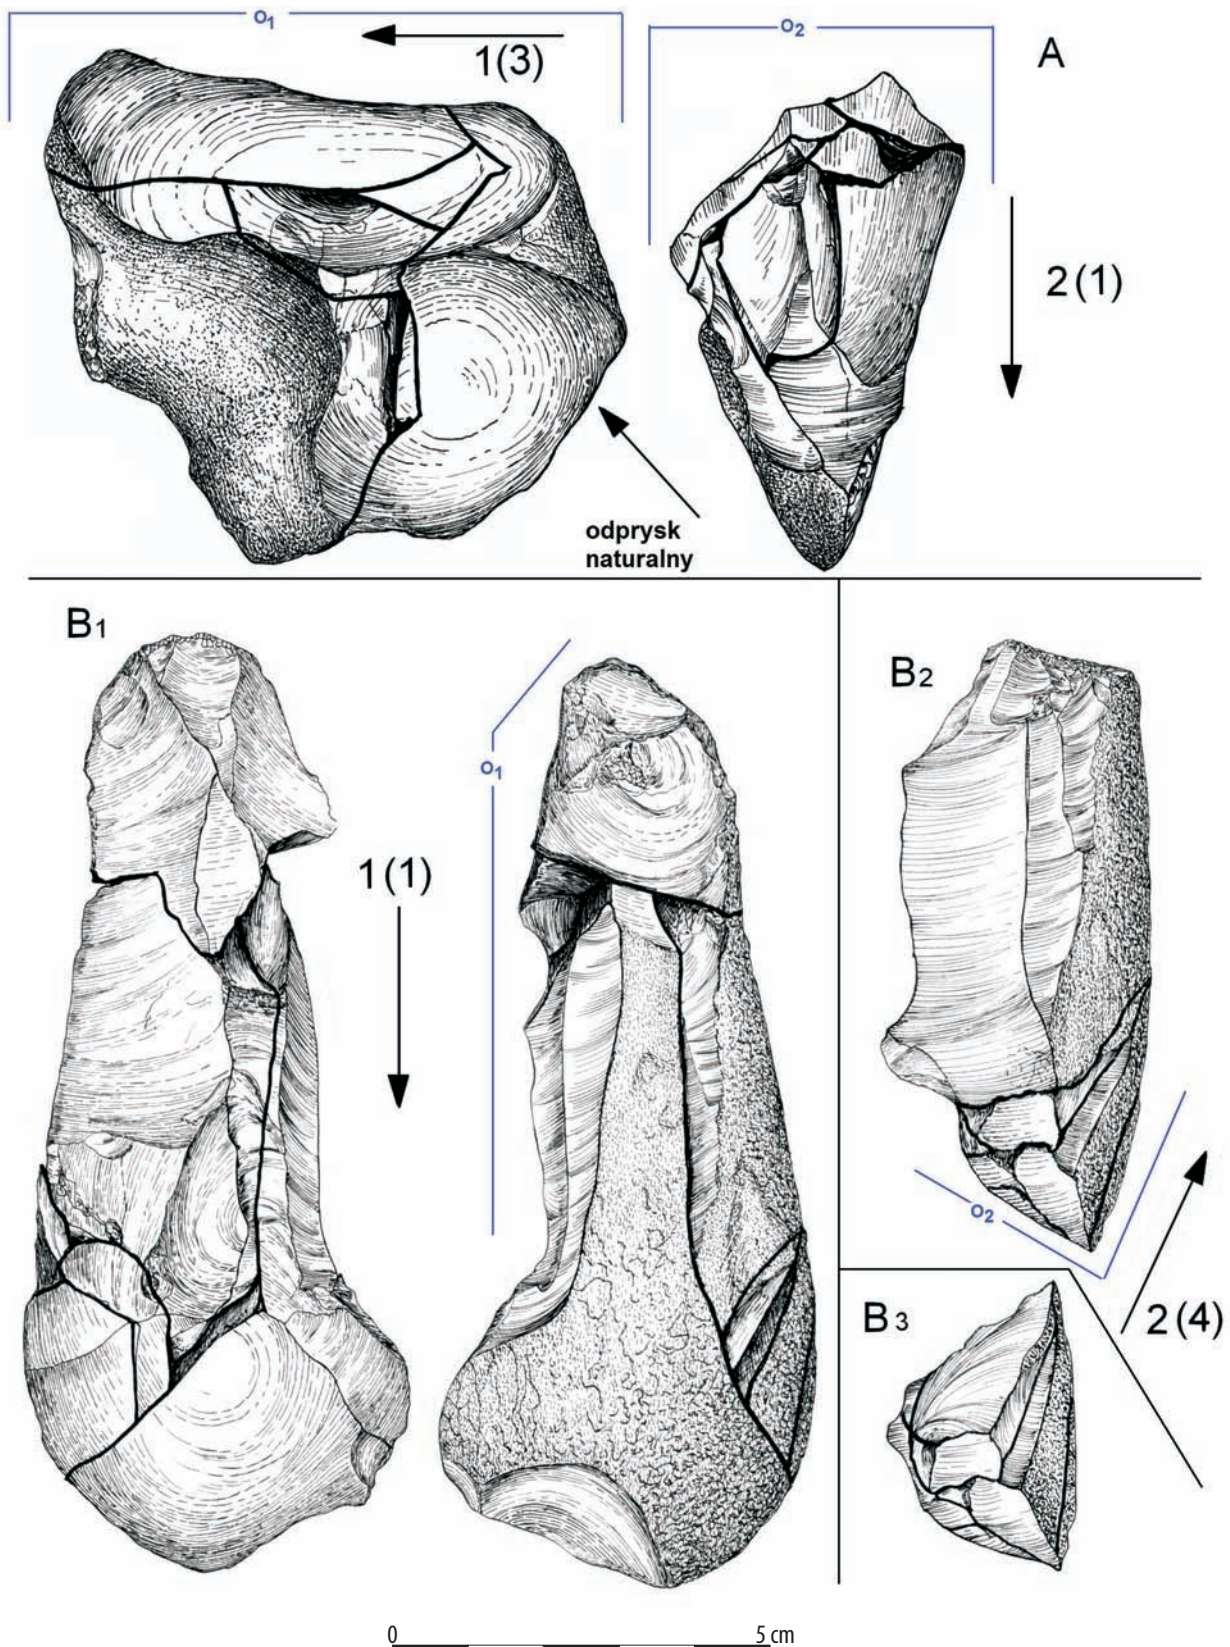 O1
1(3)
O2
A
2(1)
odprysk
naturalny
B1
O1
1(1)
B2
O2
2(4)
B3
0 5 cm